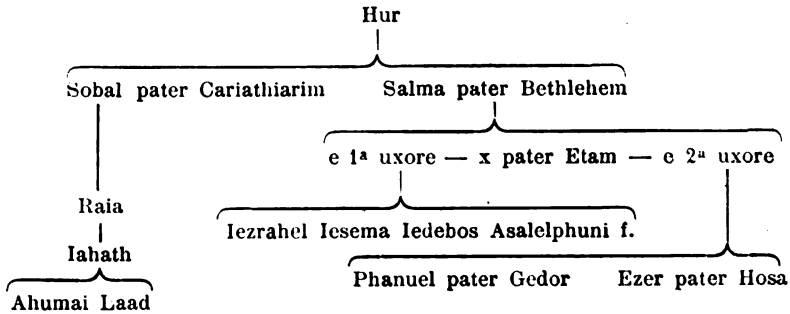 Hur
Sobal pater Cariathiarim Salma pater Bethlehem
e 1ª uxore — x pater Etam — e 2ª uxore
Raia
Iezrahel Iesema Iedebos Asalelphuni f.
Iahath
Phanuel pater Gedor Ezer pater Hosa
Ahumai Laad